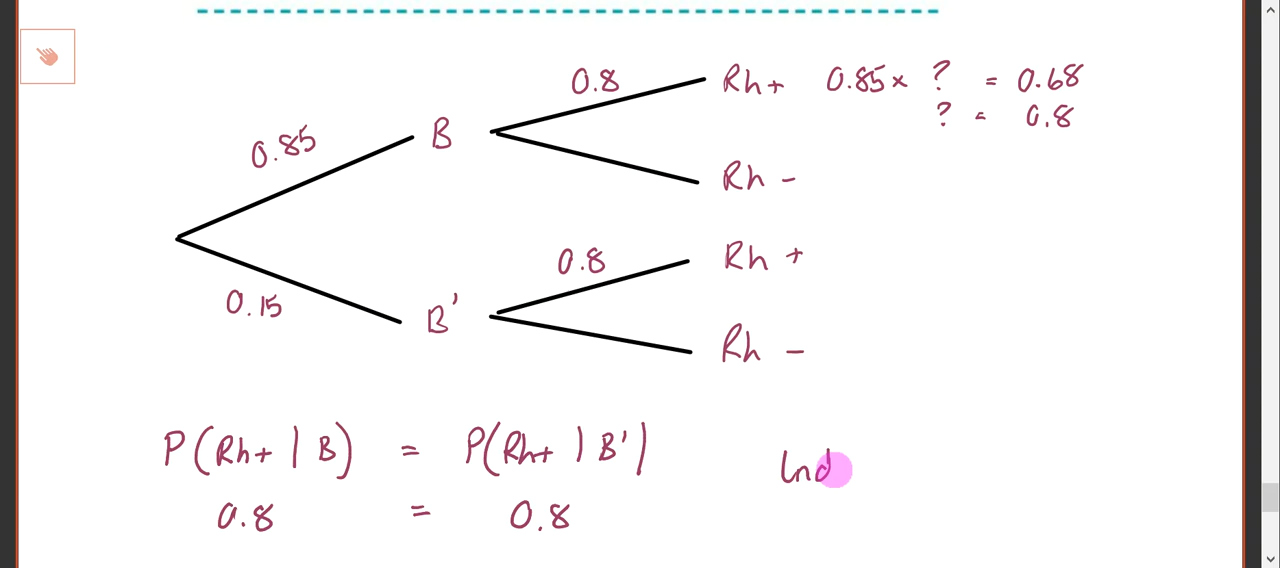 0.8 Rh+ 0.85 × ? = 0.68
? = 0.8
0.85 B
Rh -
0.8 Rh +
0.15 B'
Rh -
P(Rh+ | B) = P(Rh+ | B') Ind
0.8 = 0.8